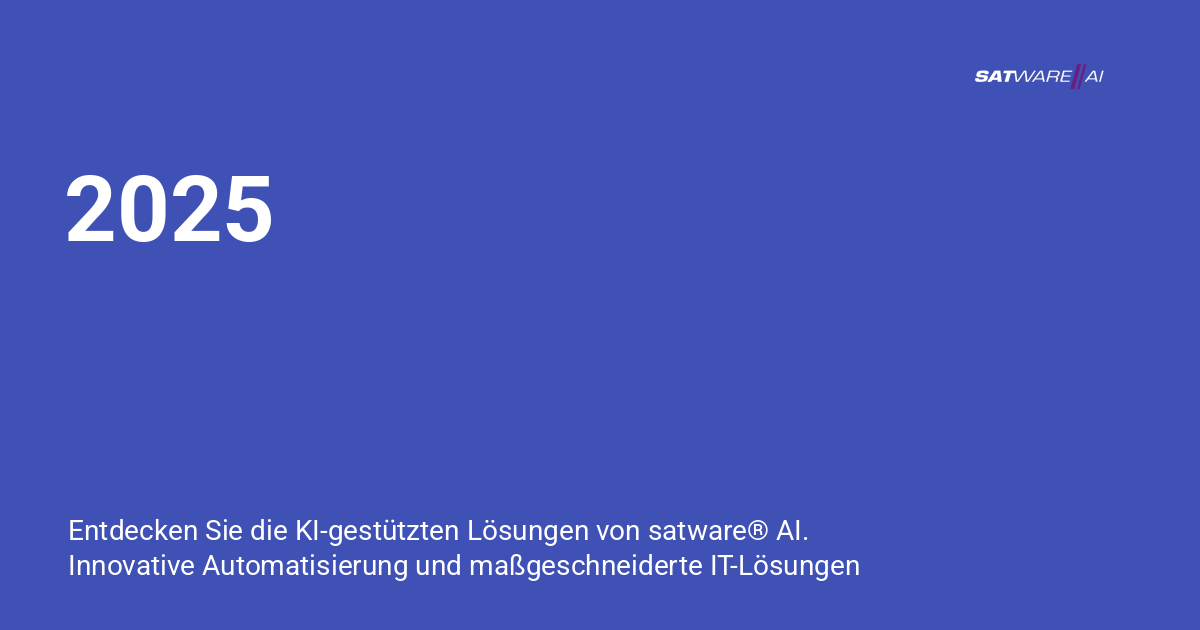 SATWARE//AI
2025
Entdecken Sie die KI-gestützten Lösungen von satware® AI.
Innovative Automatisierung und maßgeschneiderte IT-Lösungen